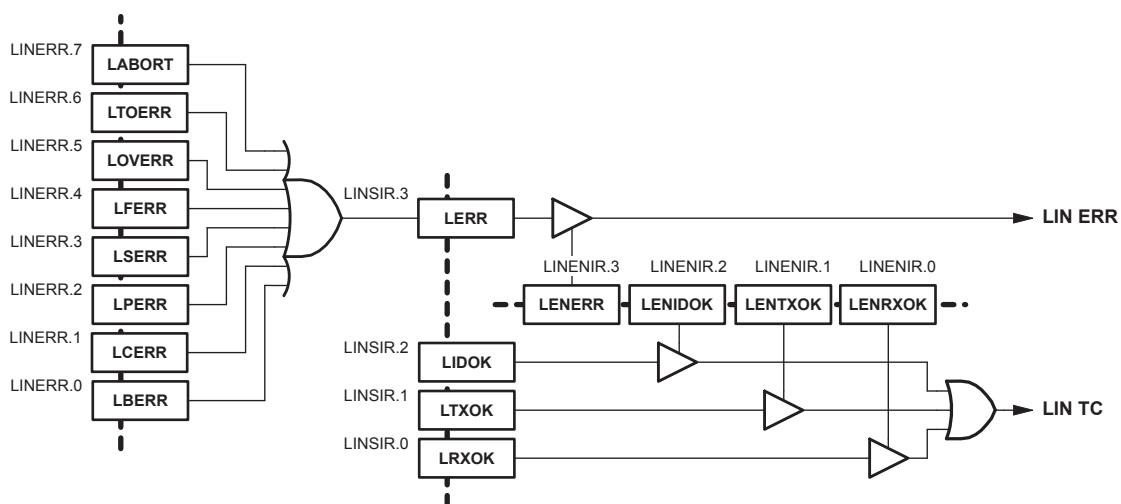 LINERR.7
LABORT
LINERR.6
LTOERR
LINERR.5
LOVERR
LINERR.4
LFERR
LINERR.3
LSERR
LINERR.2
LPERR
LINERR.1
LCERR
LINERR.0
LBERR
LINSIR.3
LERR
LIN ERR
LINENIR.3
LINENIR.2
LINENIR.1
LINENIR.0
LENERR
LENIDOK
LENTXOK
LENRXOK
LINSIR.2
LIDOK
LINSIR.1
LTXOK
LIN TC
LINSIR.0
LRXOK